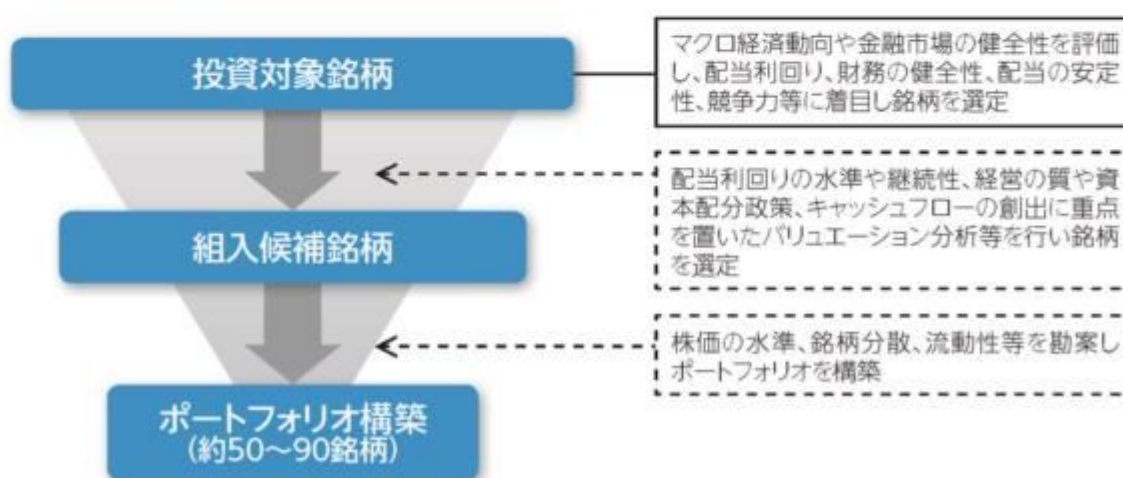 投資対象銘柄
マクロ経済動向や金融市場の健全性を評価
し、配当利回り、財務の健全性、配当の安定
性、競争力等に着目し銘柄を選定
配当利回りの水準や継続性、経営の質や資
本配分政策、キャッシュフローの創出に重点
を置いたバリュエーション分析等を行い銘柄
を選定
組入候補銘柄
株価の水準、銘柄分散、流動性等を勘案し
ポートフォリオを構築
ポートフォリオ構築
(約50〜90銘柄)